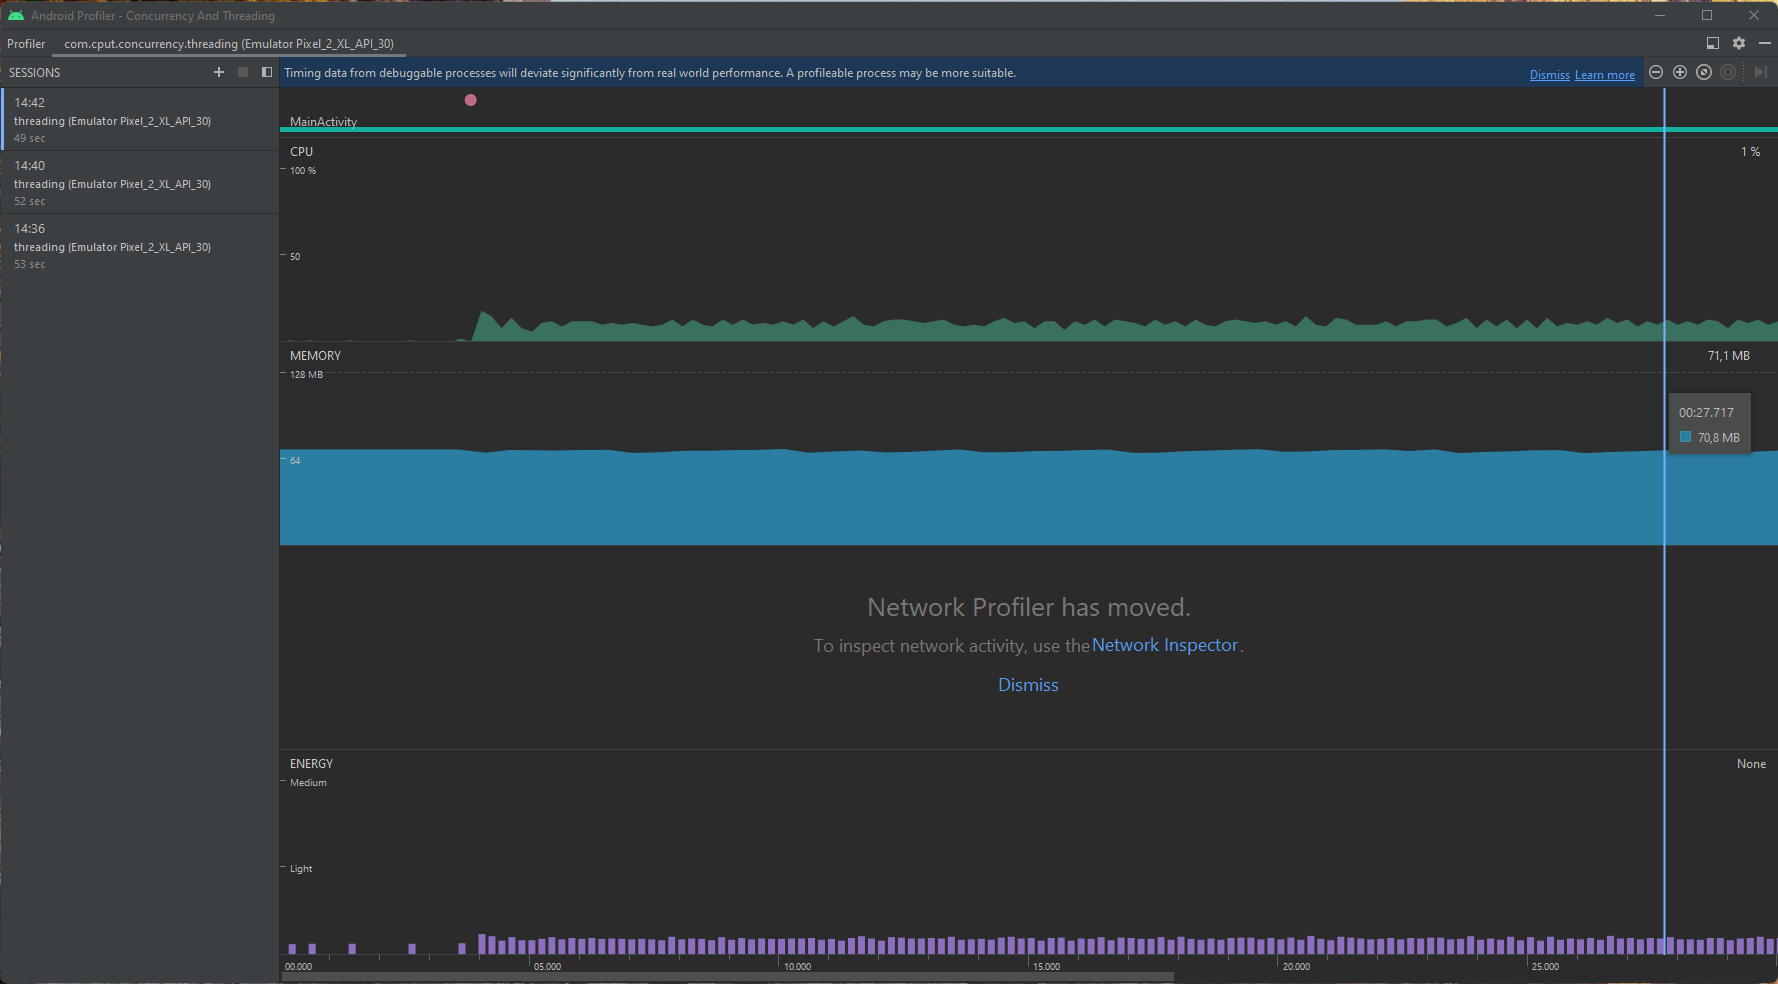 Android Profiler - Concurrency And Threading
Profiler
com.cput.concurrency.threading (Emulator Pixel_2_XL_API_30)
SESSIONS
Timing data from debuggable processes will deviate significantly from real world performance. A profileable process may be more suitable.
Dismiss Learn more
14:42
threading (Emulator Pixel_2_XL_API_30)
49 sec
14:40
threading (Emulator Pixel_2_XL_API_30)
52 sec
14:36
threading (Emulator Pixel_2_XL_API_30)
53 sec
MainActivity
CPU
1 %
100 %
50
MEMORY
71,1 MB
128 MB
64
00:27.717
70,8 MB
Network Profiler has moved.
To inspect network activity, use the Network Inspector.
Dismiss
ENERGY
None
Medium
Light
00.000 05.000 10.000 15.000 20.000 25.000